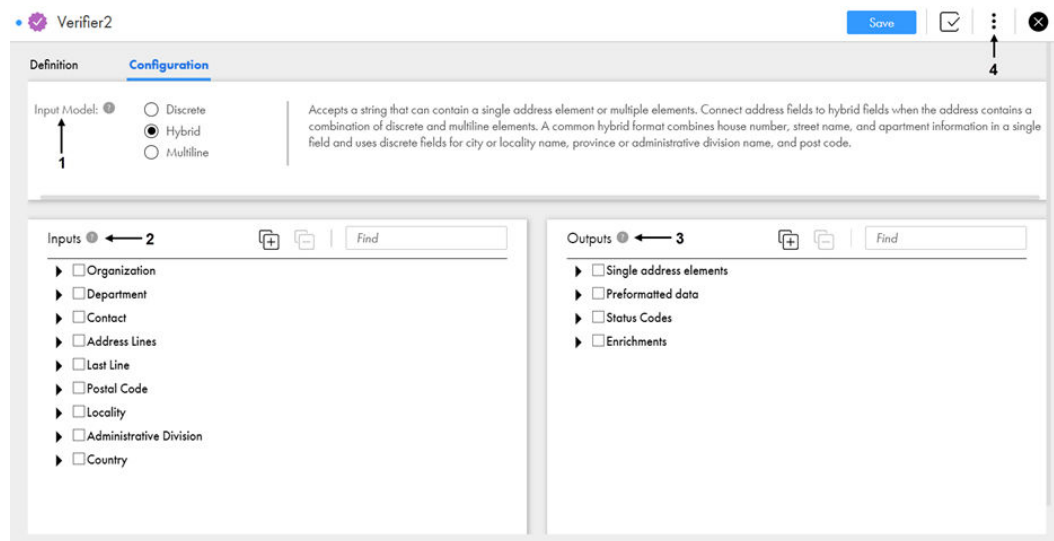 Verifier2
Save
4
Definition
Configuration
Input Model:
1
Discrete
Hybrid
Multiline
Accepts a string that can contain a single address element or multiple elements. Connect address fields to hybrid fields when the address contains a
combination of discrete and multiline elements. A common hybrid format combines house number, street name, and apartment information in a single
field and uses discrete fields for city or locality name, province or administrative division name, and post code.
Inputs
2
Find
Organization
Department
Contact
Address Lines
Last Line
Postal Code
Locality
Administrative Division
Country
Outputs
3
Find
Single address elements
Preformatted data
Status Codes
Enrichments